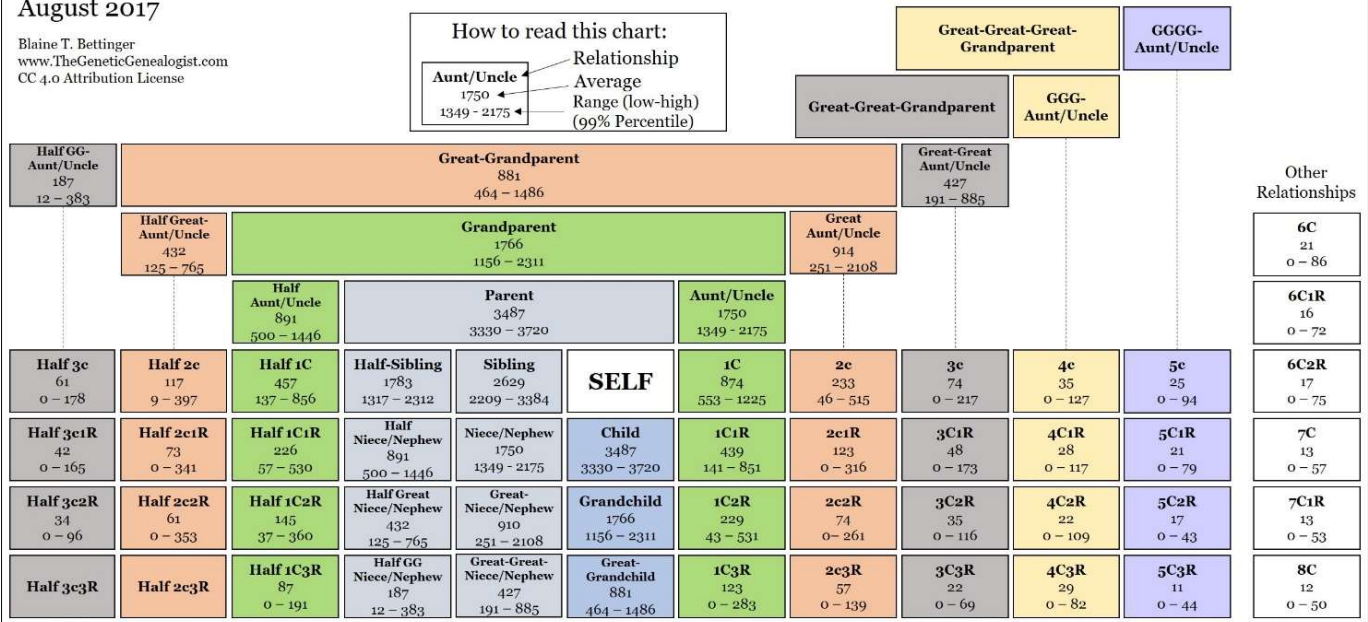 August 2017
Blaine T. Bettinger
www.TheGeneticGenealogist.com
CC 4.0 Attribution License
How to read this chart:
Aunt/Uncle
1750
1349 - 2175
Relationship
Average
Range (low-high)
(99% Percentile)
Great-Great-Great-
Grandparent
GGGG-
Aunt/Uncle
Great-Great-Grandparent
GGG-
Aunt/Uncle
Half GG-
Aunt/Uncle
187
12 – 383
Great-Grandparent
881
464 – 1486
Great-Great
Aunt/Uncle
427
191 – 885
Other
Relationships
Half Great-
Aunt/Uncle
432
125 – 765
Grandparent
1766
1156 – 2311
Great
Aunt/Uncle
914
251 – 2108
6C
21
0 – 86
Half
Aunt/Uncle
891
500 – 1446
Parent
3487
3330 – 3720
Aunt/Uncle
1750
1349 - 2175
6C1R
16
0 – 72
Half 3c
61
0 – 178
Half 2c
117
9 – 397
Half 1C
457
137 – 856
Half-Sibling
1783
1317 – 2312
Sibling
2629
2209 – 3384
SELF
1C
874
553 – 1225
2c
233
46 – 515
3c
74
0 – 217
4c
35
0 – 127
5c
25
0 – 94
6C2R
17
0 – 75
Half 3c1R
42
0 – 165
Half 2c1R
73
0 – 341
Half 1C1R
226
57 – 530
Half
Niece/Nephew
891
500 – 1446
Niece/Nephew
1750
1349 - 2175
Child
3487
3330 – 3720
1C1R
439
141 – 851
2c1R
123
0 – 316
3C1R
48
0 – 173
4C1R
28
0 – 117
5C1R
21
0 – 79
7C
13
0 – 57
Half 3c2R
34
0 – 96
Half 2c2R
61
0 – 353
Half 1C2R
145
37 – 360
Half Great
Niece/Nephew
432
125 – 765
Great-
Niece/Nephew
910
251 – 2108
Grandchild
1766
1156 – 2311
1C2R
229
43 – 531
2c2R
74
0 – 261
3C2R
35
0 – 116
4C2R
22
0 – 109
5C2R
17
0 – 43
7C1R
13
0 – 53
Half 3c3R
Half 2c3R
Half 1C3R
87
0 – 191
Half GG
Niece/Nephew
187
12 – 383
Great-Great-
Niece/Nephew
427
191 – 885
Great-
Grandchild
881
464 – 1486
1C3R
123
0 – 283
2c3R
57
0 – 139
3C3R
22
0 – 69
4C3R
29
0 – 82
5C3R
11
0 – 44
8C
12
0 – 50